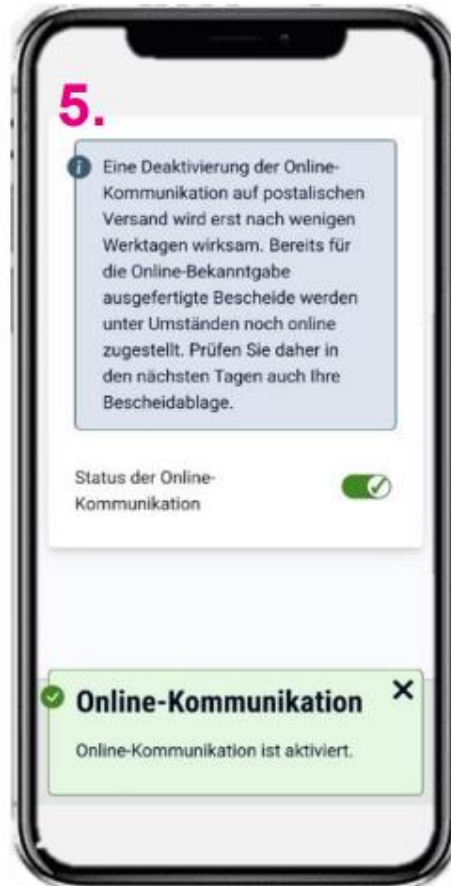 5.
Eine Deaktivierung der Online-
Kommunikation auf postalischen
Versand wird erst nach wenigen
Werktagen wirksam. Bereits für
die Online-Bekanntgabe
ausgefertigte Bescheide werden
unter Umständen noch online
zugestellt. Prüfen Sie daher in
den nächsten Tagen auch Ihre
Bescheidablage.
Status der Online-
Kommunikation
Online-Kommunikation
Online-Kommunikation ist aktiviert.